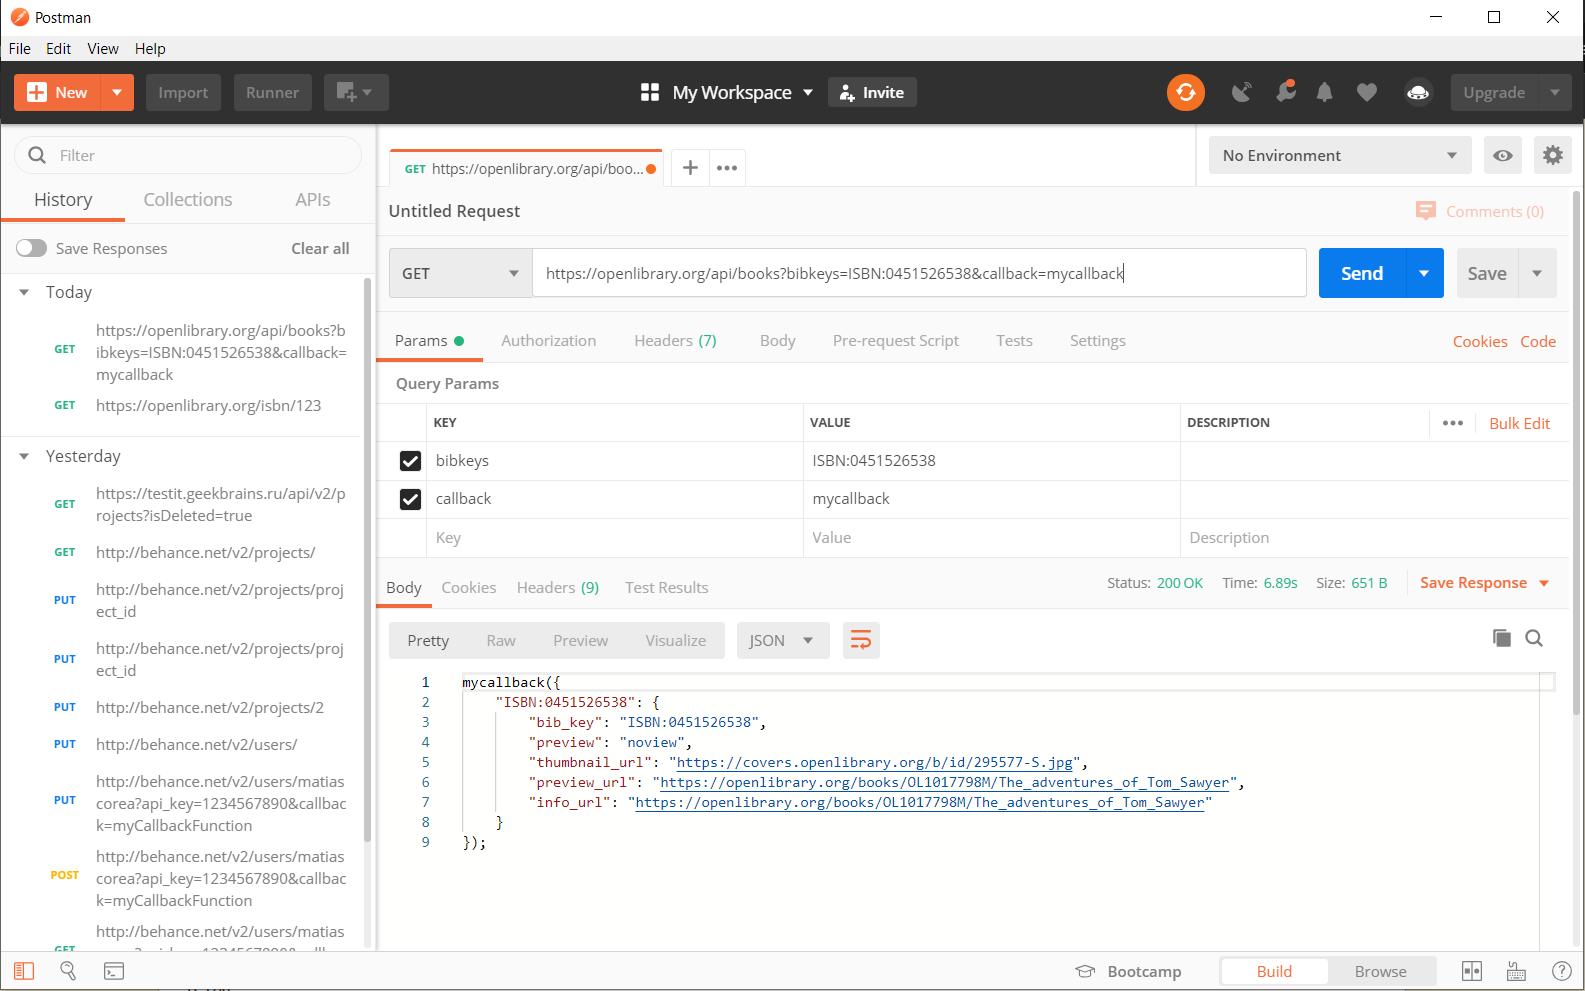 Postman
File Edit View Help
New Import Runner My Workspace Invite Upgrade
Filter
History Collections APIs
Save Responses Clear all
Today
GET https://openlibrary.org/api/books?b
ibkeys=ISBN:0451526538&callback=
mycallback
GET https://openlibrary.org/isbn/123
Yesterday
GET https://testit.geekbrains.ru/api/v2/p
rojects?isDeleted=true
GET http://behance.net/v2/projects/
PUT http://behance.net/v2/projects/proj
ect_id
PUT http://behance.net/v2/projects/proj
ect_id
PUT http://behance.net/v2/projects/2
PUT http://behance.net/v2/users/
PUT http://behance.net/v2/users/matias
corea?api_key=1234567890&callbac
k=myCallbackFunction
POST http://behance.net/v2/users/matias
corea?api_key=1234567890&callbac
k=myCallbackFunction
GET http://behance.net/v2/users/matias
GET https://openlibrary.org/api/boo...
No Environment
Untitled Request
Comments (0)
GET https://openlibrary.org/api/books?bibkeys=ISBN:0451526538&callback=mycallback Send Save
Params Authorization Headers (7) Body Pre-request Script Tests Settings Cookies Code
Query Params
KEY VALUE DESCRIPTION Bulk Edit
bibkeys ISBN:0451526538
callback mycallback
Key Value Description
Body Cookies Headers (9) Test Results Status: 200 OK Time: 6.89s Size: 651 B Save Response
Pretty Raw Preview Visualize JSON
1 mycallback({
2 "ISBN:0451526538": {
3 "bib_key": "ISBN:0451526538",
4 "preview": "noview",
5 "thumbnail_url": "https://covers.openlibrary.org/b/id/295577-S.jpg",
6 "preview_url": "https://openlibrary.org/books/OL1017798M/The_adventures_of_Tom_Sawyer",
7 "info_url": "https://openlibrary.org/books/OL1017798M/The_adventures_of_Tom_Sawyer"
8 }
9 });
Bootcamp Build Browse